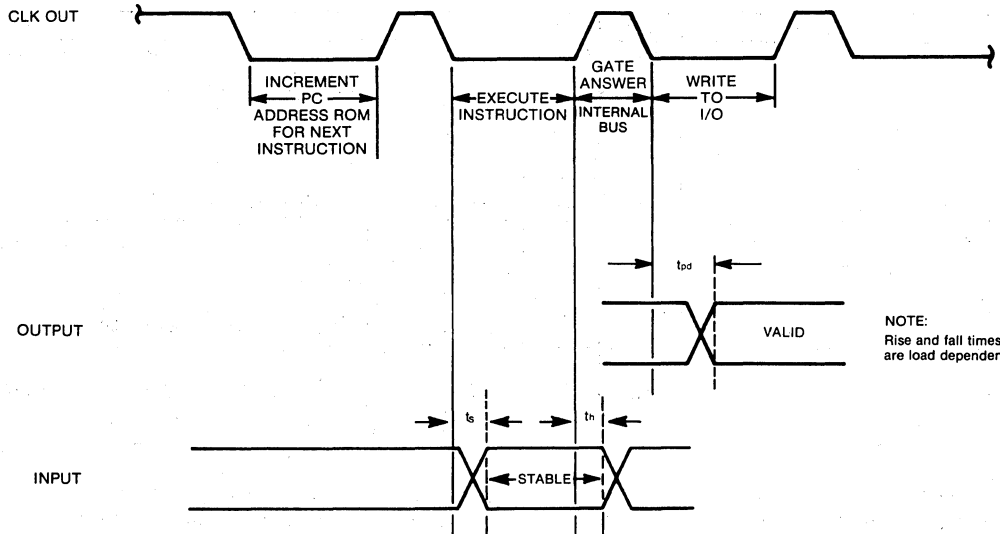 CLK OUT
INCREMENT
PC
ADDRESS ROM
FOR NEXT
INSTRUCTION
EXECUTE
INSTRUCTION
GATE
ANSWER
INTERNAL
BUS
WRITE
TO
I/O
tpd
OUTPUT
VALID
NOTE:
Rise and fall times
are load dependen
ts
th
INPUT
STABLE